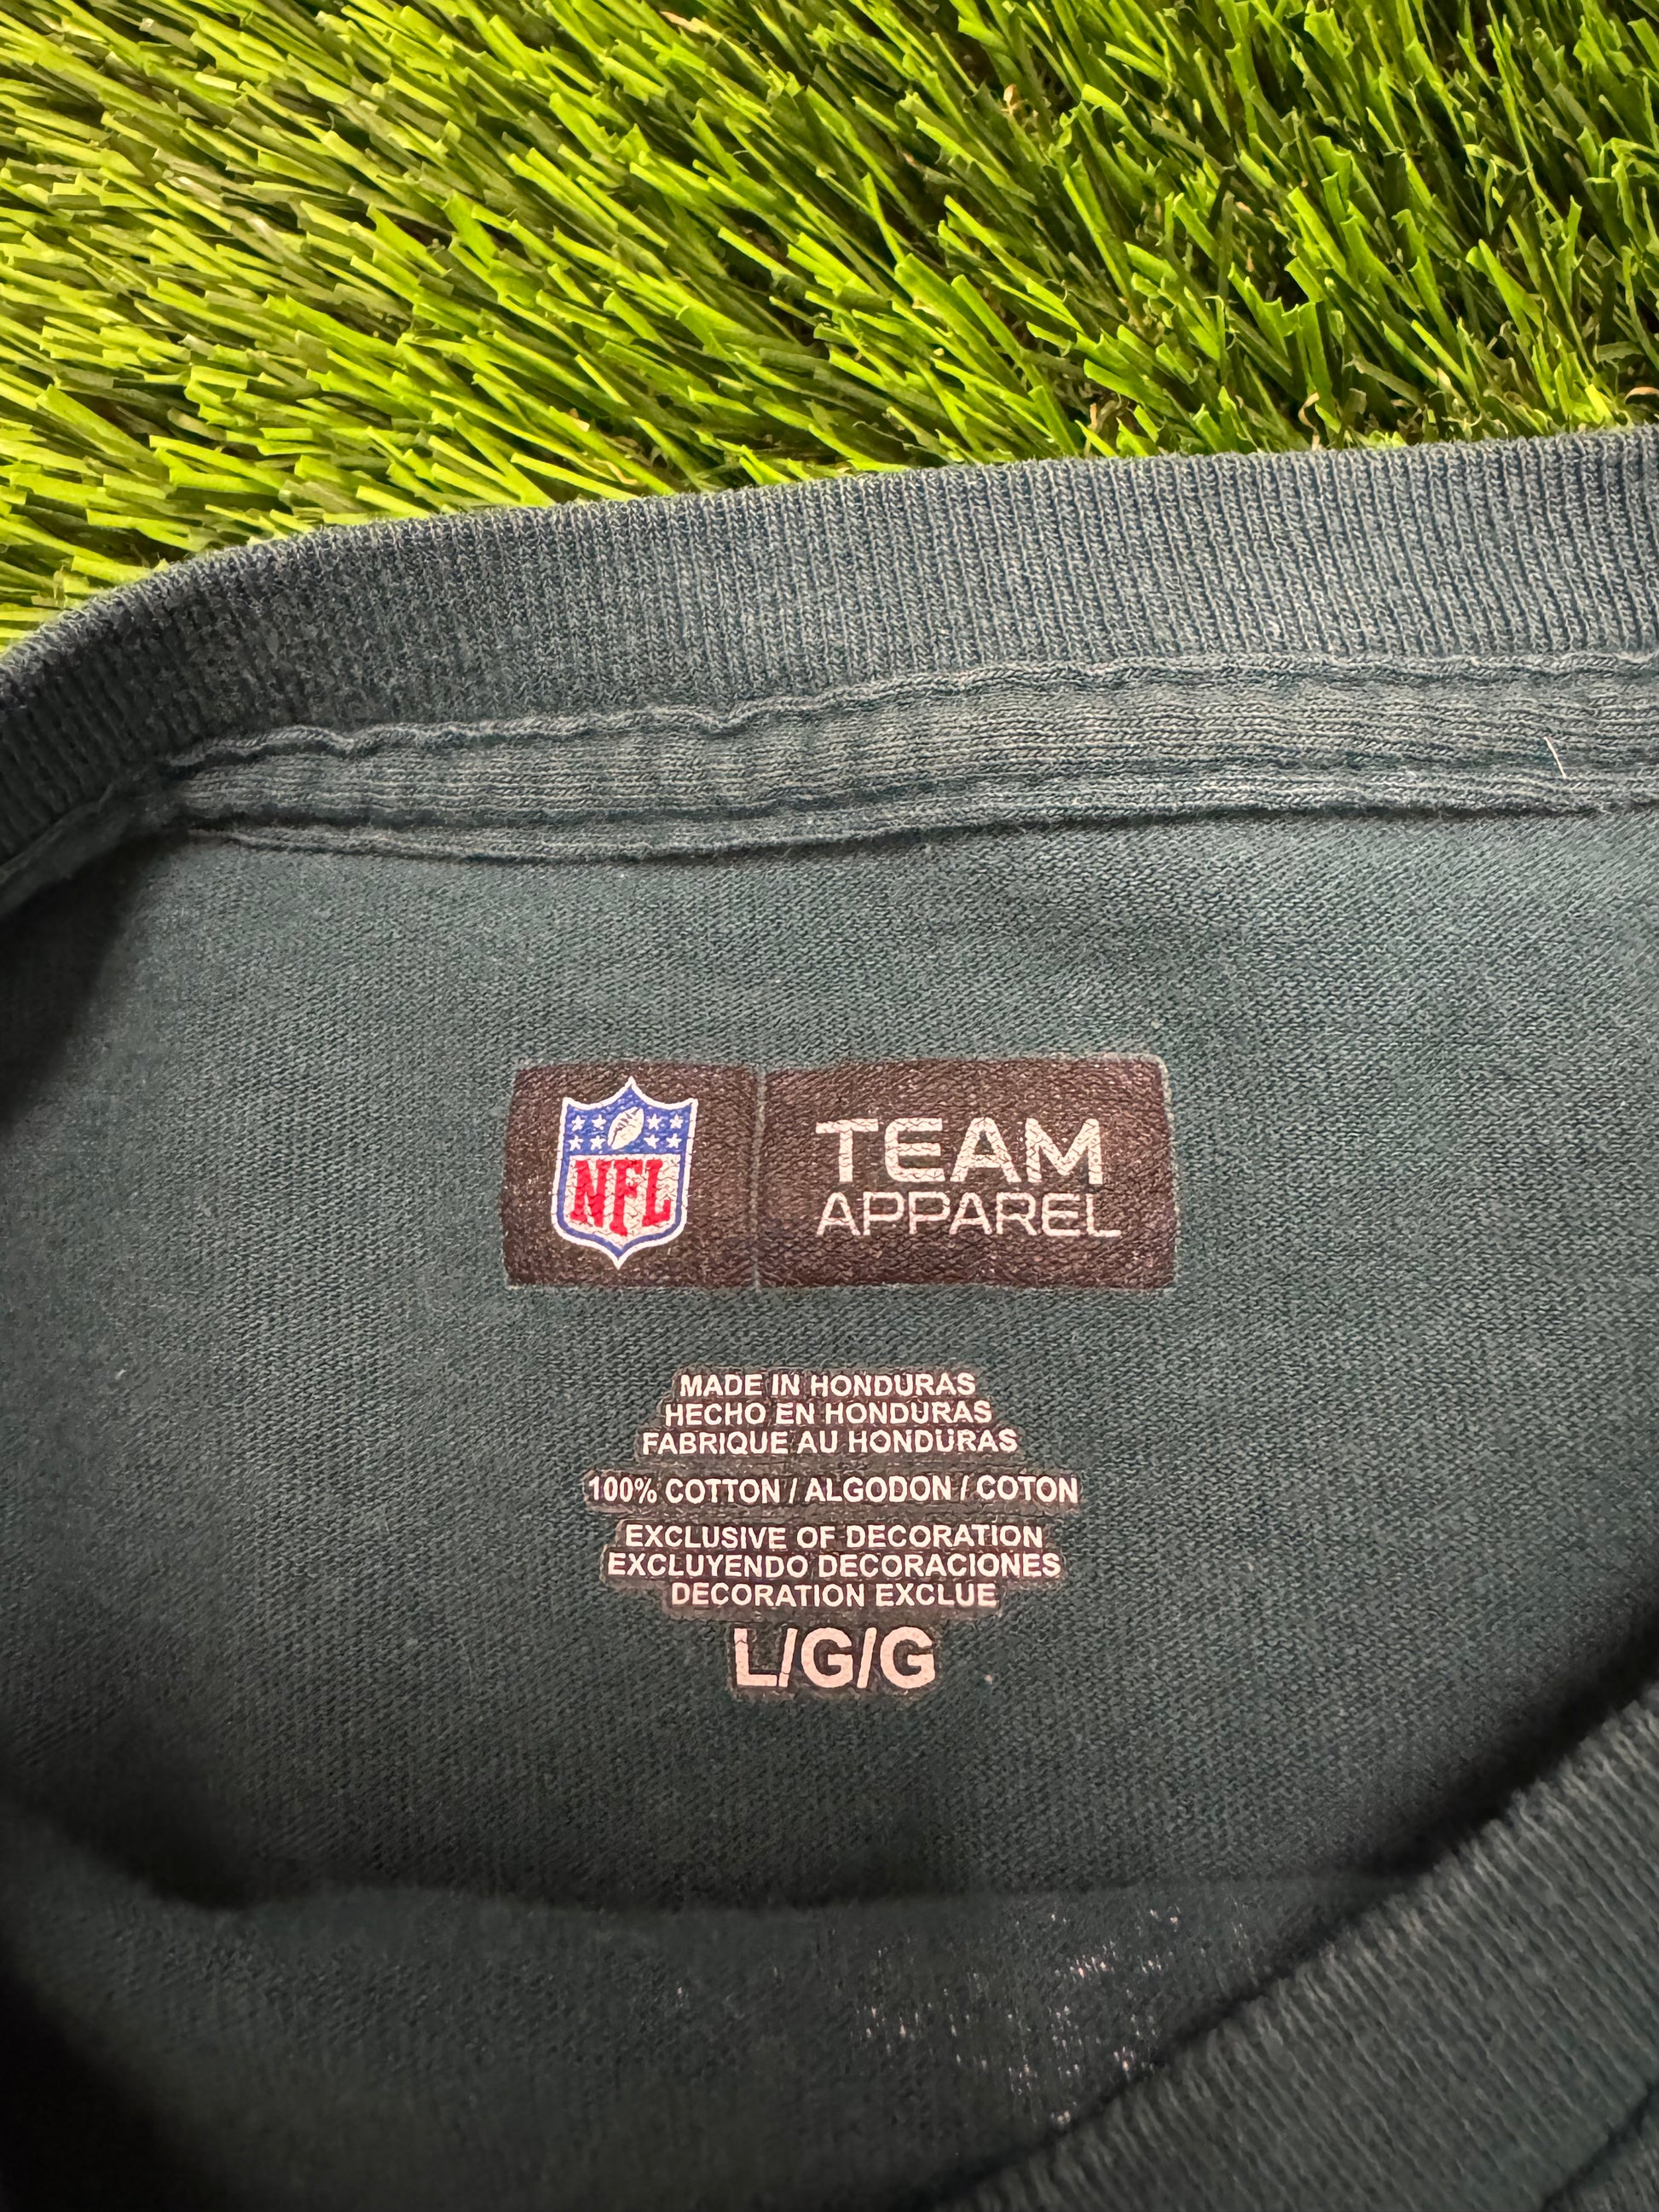 NFL
TEAM
APPAREL
MADE IN HONDURAS
HECHO EN HONDURAS
FABRIQUE AU HONDURAS
100% COTTON / ALGODON / COTON
EXCLUSIVE OF DECORATION
EXCLUYENDO DECORACIONES
DECORATION EXCLUE
L/G/G